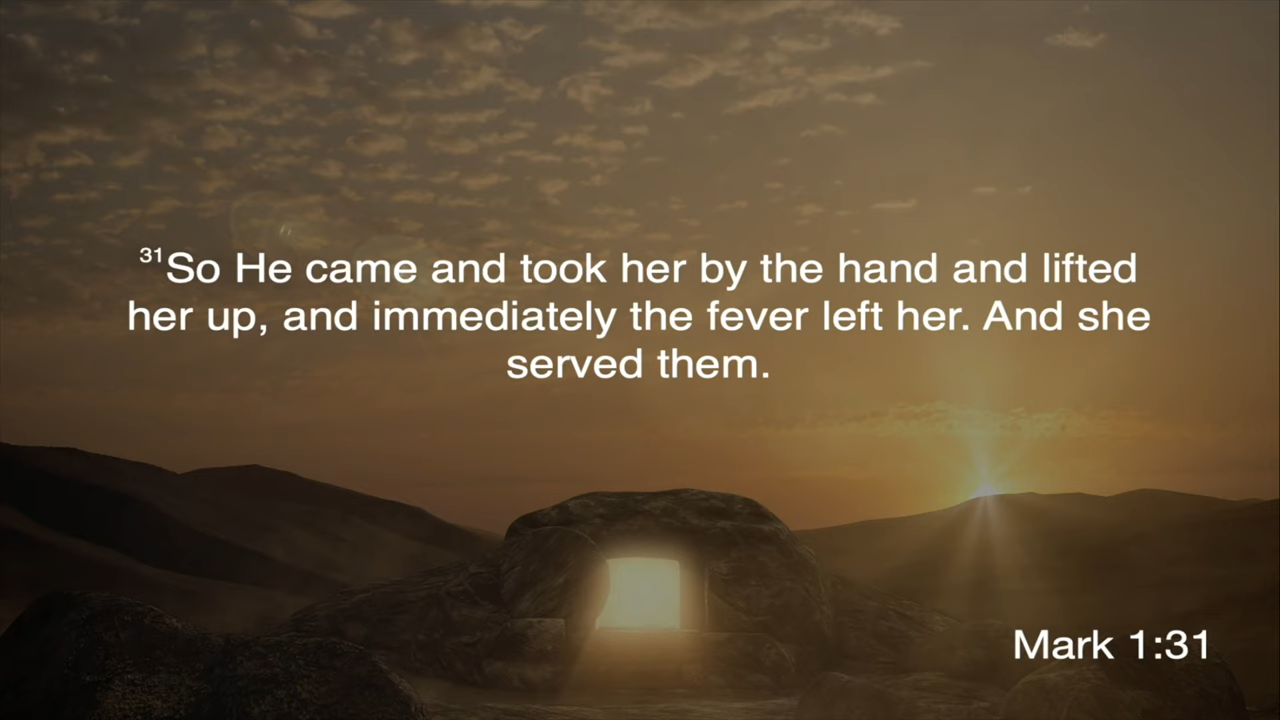 ³¹So He came and took her by the hand and lifted
her up, and immediately the fever left her. And she
served them.
Mark 1:31